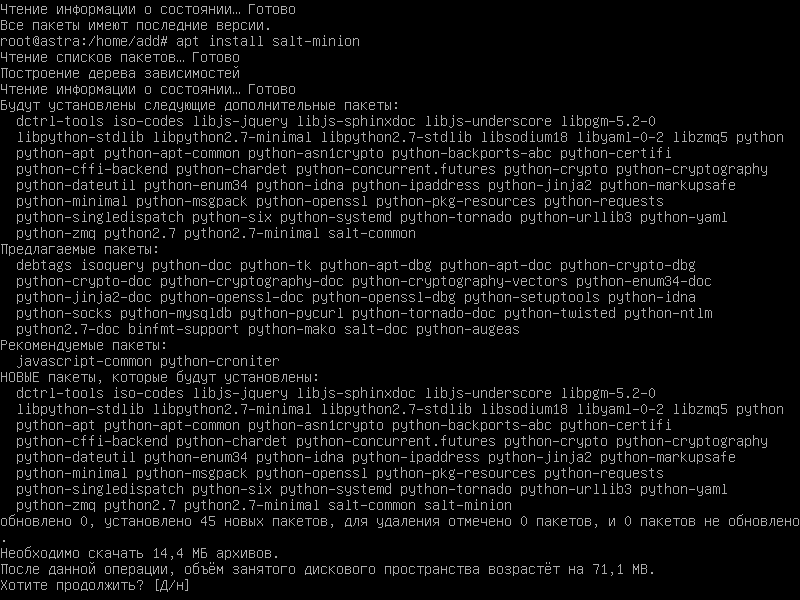 Чтение информации о состоянии… Готово
Все пакеты имеют последние версии.
root@astra:/home/add# apt install salt-minion
Чтение списков пакетов… Готово
Построение дерева зависимостей
Чтение информации о состоянии… Готово
Будут установлены следующие дополнительные пакеты:
  dctrl-tools iso-codes libjs-jquery libjs-sphinxdoc libjs-underscore libpgm-5.2-0
  libpython-stdlib libpython2.7-minimal libpython2.7-stdlib libsodium18 libyaml-0-2 libzmq5 python
  python-apt python-apt-common python-asn1crypto python-backports-abc python-certifi
  python-cffi-backend python-chardet python-concurrent.futures python-crypto python-cryptography
  python-dateutil python-enum34 python-idna python-ipaddress python-jinja2 python-markupsafe
  python-minimal python-msgpack python-openssl python-pkg-resources python-requests
  python-singledispatch python-six python-systemd python-tornado python-urllib3 python-yaml
  python-zmq python2.7 python2.7-minimal salt-common
Предлагаемые пакеты:
  debtags isoquery python-doc python-tk python-apt-dbg python-apt-doc python-crypto-dbg
  python-crypto-doc python-cryptography-doc python-cryptography-vectors python-enum34-doc
  python-jinja2-doc python-openssl-doc python-openssl-dbg python-setuptools python-idna
  python-socks python-mysqldb python-pycurl python-tornado-doc python-twisted python-ntlm
  python2.7-doc binfmt-support python-mako salt-doc python-augeas
Рекомендуемые пакеты:
  javascript-common python-croniter
НОВЫЕ пакеты, которые будут установлены:
  dctrl-tools iso-codes libjs-jquery libjs-sphinxdoc libjs-underscore libpgm-5.2-0
  libpython-stdlib libpython2.7-minimal libpython2.7-stdlib libsodium18 libyaml-0-2 libzmq5 python
  python-apt python-apt-common python-asn1crypto python-backports-abc python-certifi
  python-cffi-backend python-chardet python-concurrent.futures python-crypto python-cryptography
  python-dateutil python-enum34 python-idna python-ipaddress python-jinja2 python-markupsafe
  python-minimal python-msgpack python-openssl python-pkg-resources python-requests
  python-singledispatch python-six python-systemd python-tornado python-urllib3 python-yaml
  python-zmq python2.7 python2.7-minimal salt-common salt-minion
обновлено 0, установлено 45 новых пакетов, для удаления отмечено 0 пакетов, и 0 пакетов не обновлено
.
Необходимо скачать 14,4 МБ архивов.
После данной операции, объём занятого дискового пространства возрастёт на 71,1 MB.
Хотите продолжить? [Д/н]